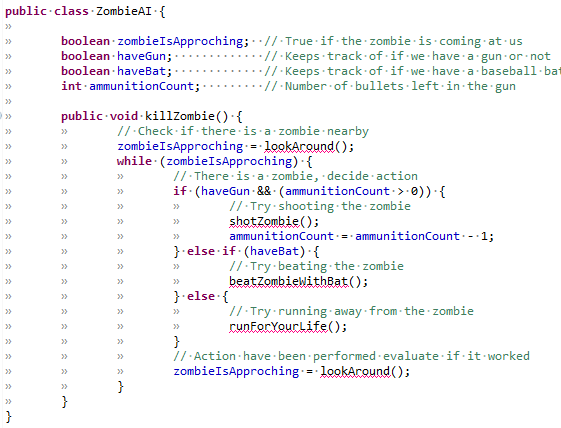 public class ZombieAI {
boolean zombieIsApproching; // True if the zombie is coming at us
boolean haveGun; // Keeps track of if we have a gun or not
boolean haveBat; // Keeps track of if we have a baseball bat
int ammunitionCount; // Number of bullets left in the gun
public void killZombie() {
// Check if there is a zombie nearby
zombieIsApproching = lookAround();
while (zombieIsApproching) {
// There is a zombie, decide action
if (haveGun && (ammunitionCount > 0)) {
// Try shooting the zombie
shotZombie();
ammunitionCount = ammunitionCount - 1;
} else if (haveBat) {
// Try beating the zombie
beatZombieWithBat();
} else {
// Try running away from the zombie
runForYourLife();
}
// Action have been performed evaluate if it worked
zombieIsApproching = lookAround();
}
}
}